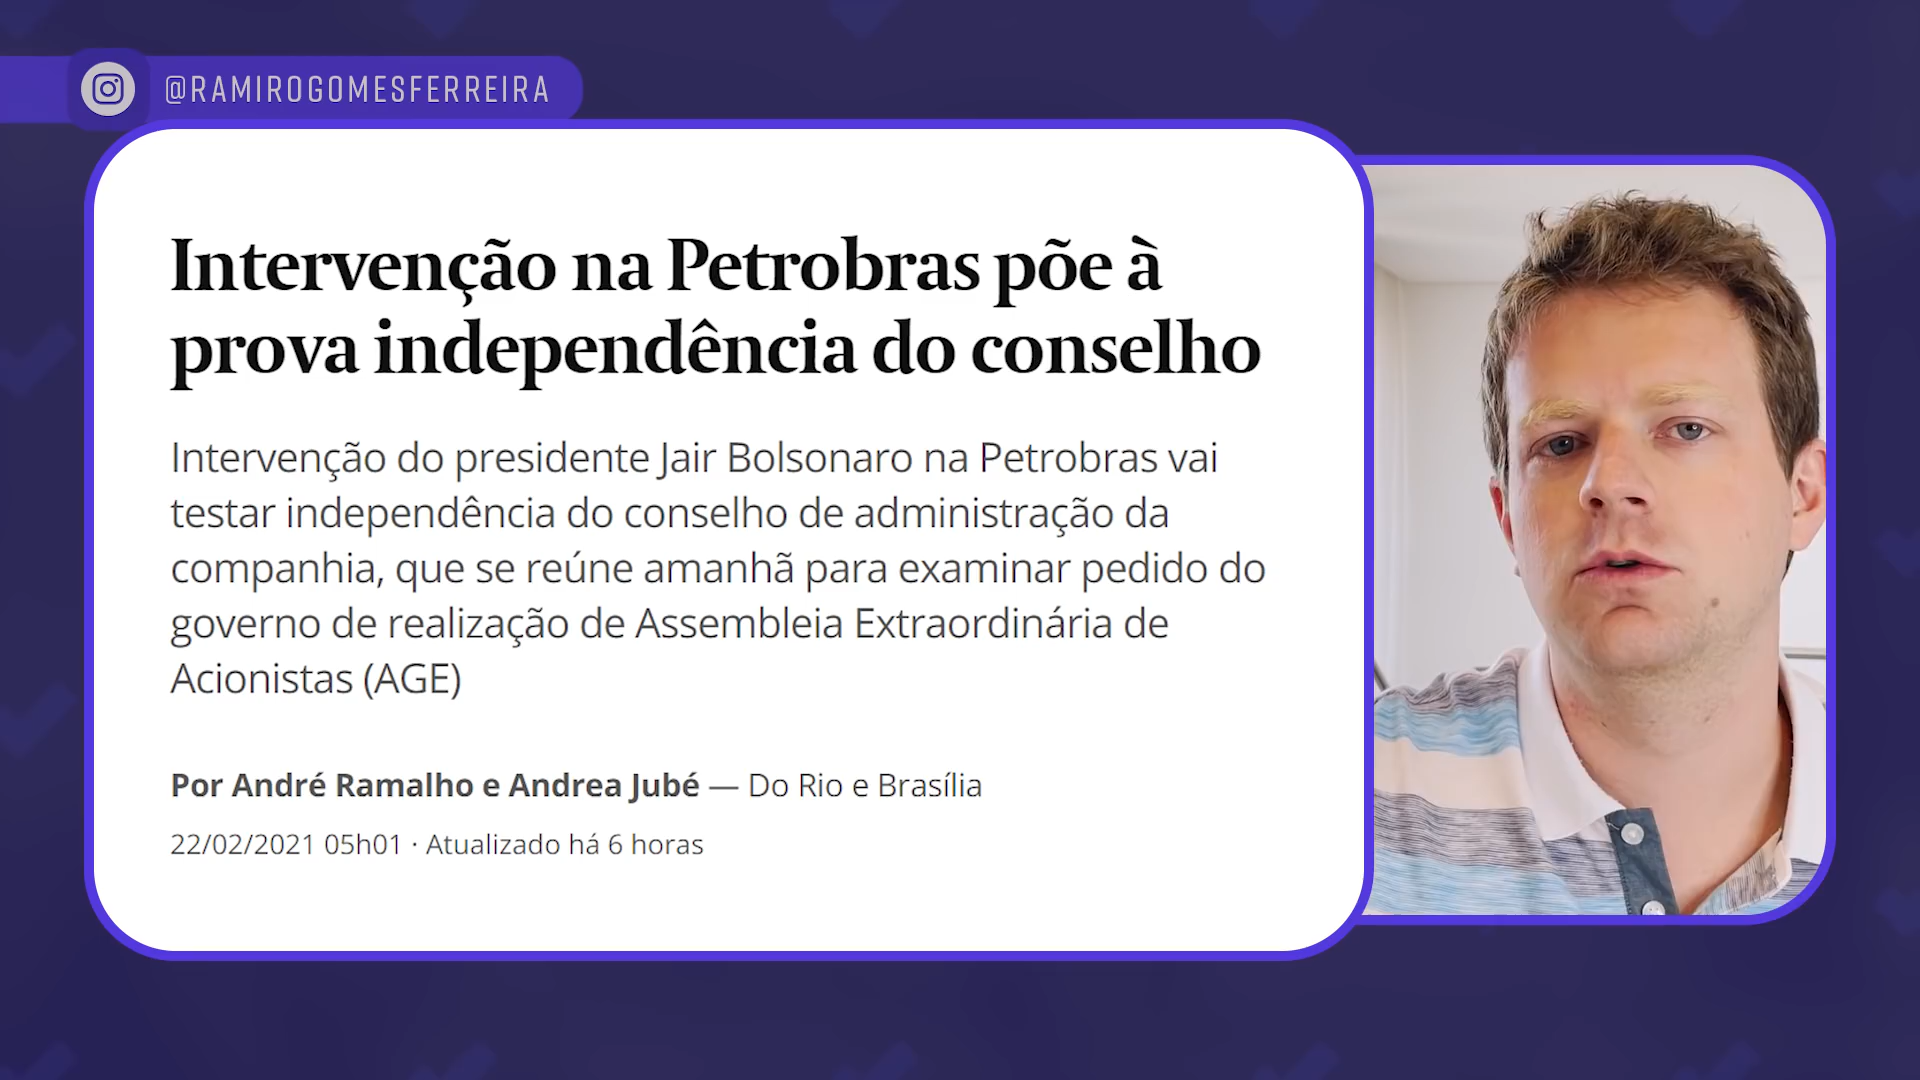 @RAMIROGOMESFERREIRA
Intervenção na Petrobras põe à
prova independência do conselho
Intervenção do presidente Jair Bolsonaro na Petrobras vai
testar independência do conselho de administração da
companhia, que se reúne amanhã para examinar pedido do
governo de realização de Assembleia Extraordinária de
Acionistas (AGE)
Por André Ramalho e Andrea Jubé — Do Rio e Brasília
22/02/2021 05h01 · Atualizado há 6 horas